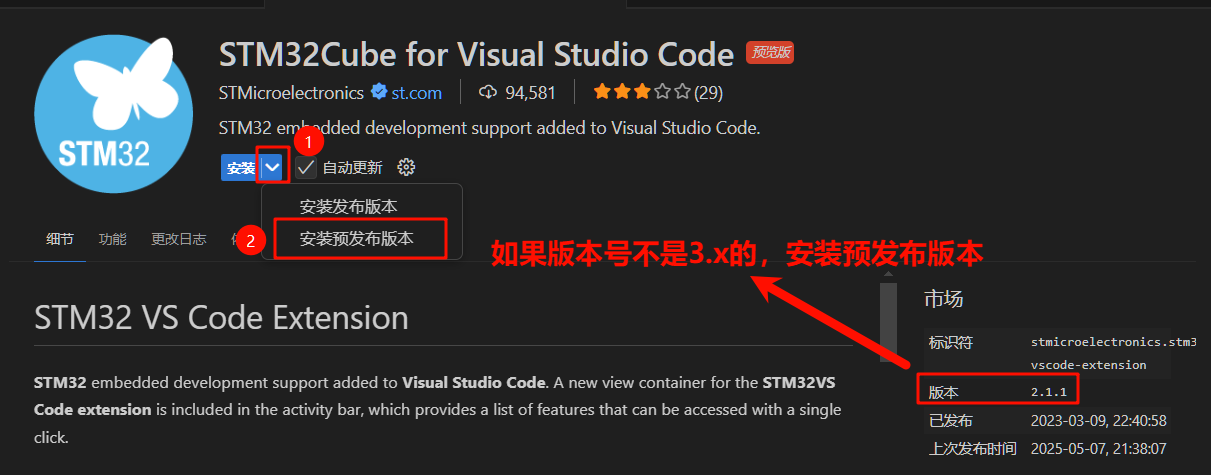 STM32Cube for Visual Studio Code 预览版
STMicroelectronics st.com 94,581 (29)
STM32 embedded development support added to Visual Studio Code.
1
安装 自动更新
安装发布版本
细节 功能 更改日志 2 安装预发布版本
如果版本号不是3.x的，安装预发布版本
STM32
STM32 VS Code Extension
STM32 embedded development support added to Visual Studio Code. A new view container for the STM32VS
Code extension is included in the activity bar, which provides a list of features that can be accessed with a single
click.
市场
标识符 stmicroelectronics.stm3
vscode-extension
版本 2.1.1
已发布 2023-03-09, 22:40:58
上次发布时间 2025-05-07, 21:38:07